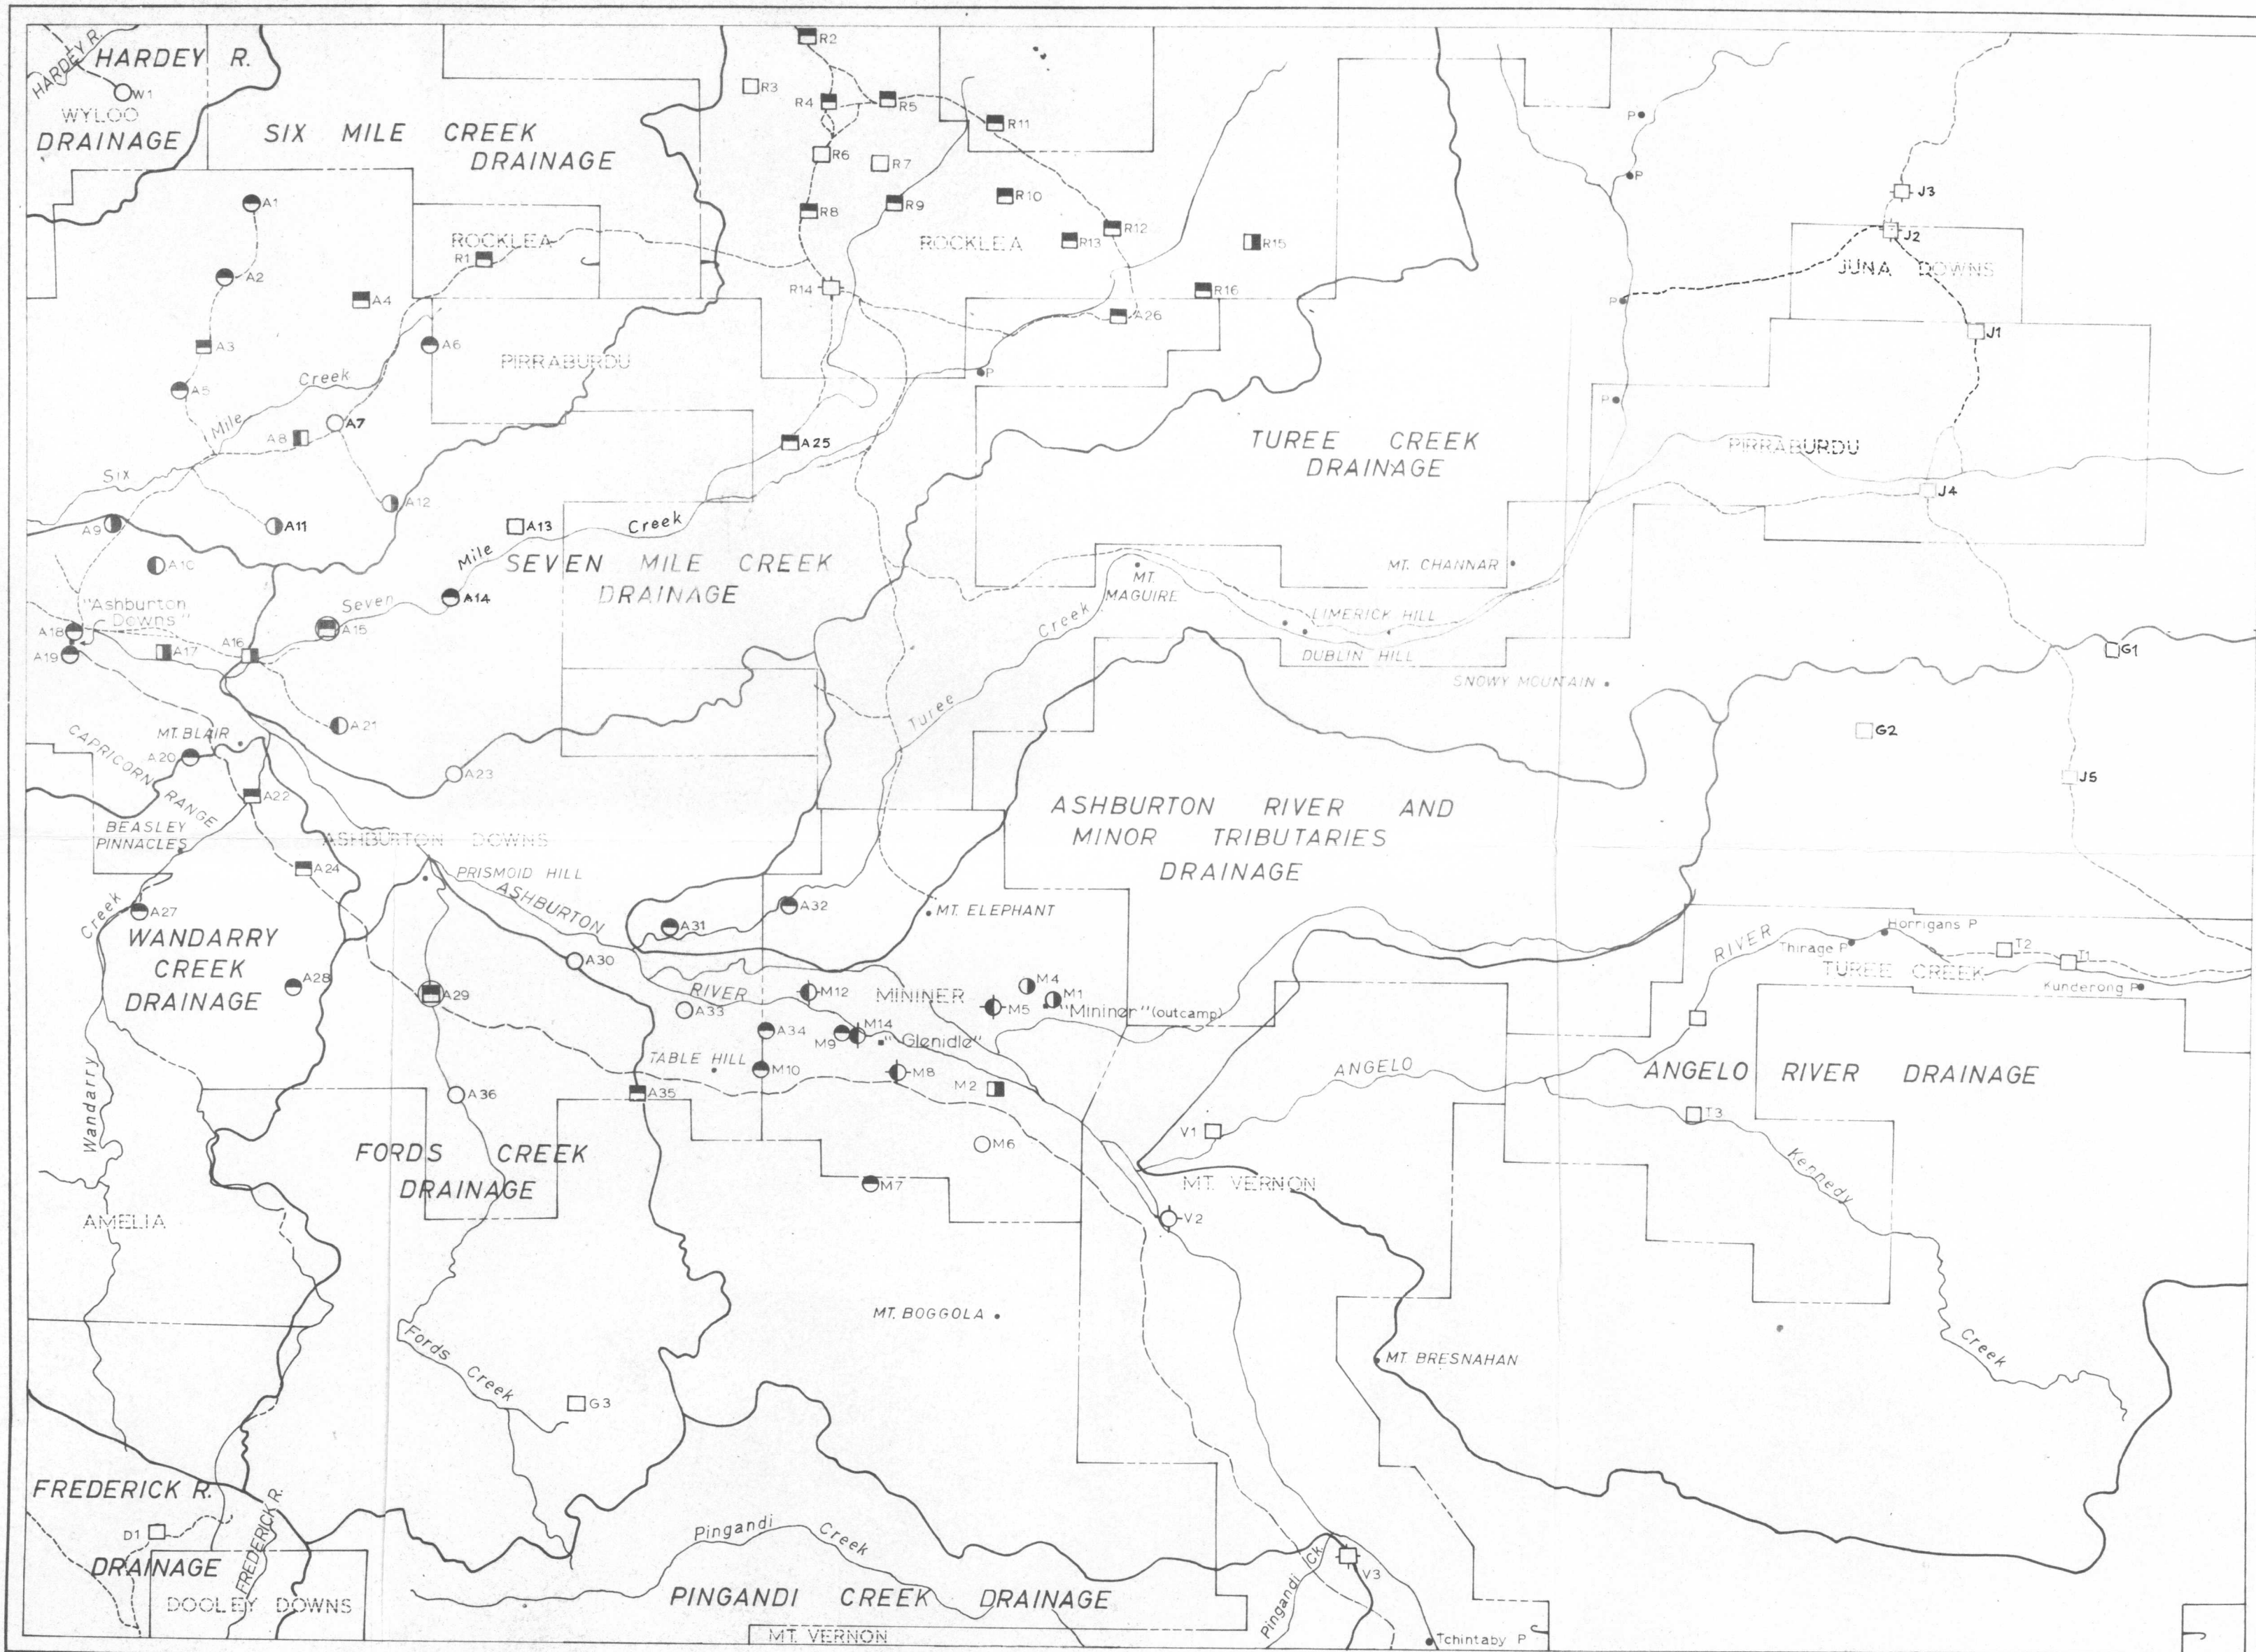 HARDEY R.
HARDEY R.
W1
WYLOO
DRAINAGE
SIX MILE CREEK
DRAINAGE
R2
R3
R4
R5
R11
R6
R7
R10
R8
R9
R12
R13
R15
R14
R16
A26
ROCKLEA
ROCKLEA
R1
A1
A2
A4
A3
A6
A5
PIRRABURDU
Six Mile Creek
A8
A7
A25
A12
A9
A11
A13
A10
P
P
P
P
P
J3
J2
JUNA DOWNS
J1
TUREE CREEK
DRAINAGE
PIRRABURDU
J4
Seven Mile Creek
SEVEN MILE CREEK
DRAINAGE
A14
"Ashburton
Downs"
A18
A15
A16
A17
A19
MT. CHANNAR
MT.
MAGUIRE
LIMERICK HILL
DUBLIN HILL
SNOWY MOUNTAIN
Turee Creek
G1
G2
J5
A21
MT. BLAIR
A20
CAPRICORN RANGE
A23
A22
BEASLEY
PINNACLES
ASHBURTON DOWNS
A24
PRISMOID HILL
ASHBURTON RIVER AND
MINOR TRIBUTARIES
DRAINAGE
A27
WANDARRY
CREEK
DRAINAGE
Wandarry Creek
A28
A29
ASHBURTON RIVER
A31
A32
MT. ELEPHANT
A30
A33
M12
MININER
M4
M1
M5
"Mininer" (outcamp)
A34
M9
M14
"Glenidle"
TABLE HILL
M10
M8
M2
A35
A36
M6
M7
ANGELO RIVER
Thirage P
Horrigans P
T2
T1
TUREE CREEK
Kunderong P
ANGELO RIVER DRAINAGE
T3
Kennedy Creek
V1
MT. VERNON
V2
FORDS CREEK
DRAINAGE
AMELIA
MT. BOGGOLA
MT. BRESNAHAN
Fords Creek
G3
FREDERICK R.
D1
DRAINAGE
FREDERICK R.
DOOLEY DOWNS
Pingandi Creek
PINGANDI CREEK DRAINAGE
MT. VERNON
Pingandi Ck.
V3
Tchintaby P